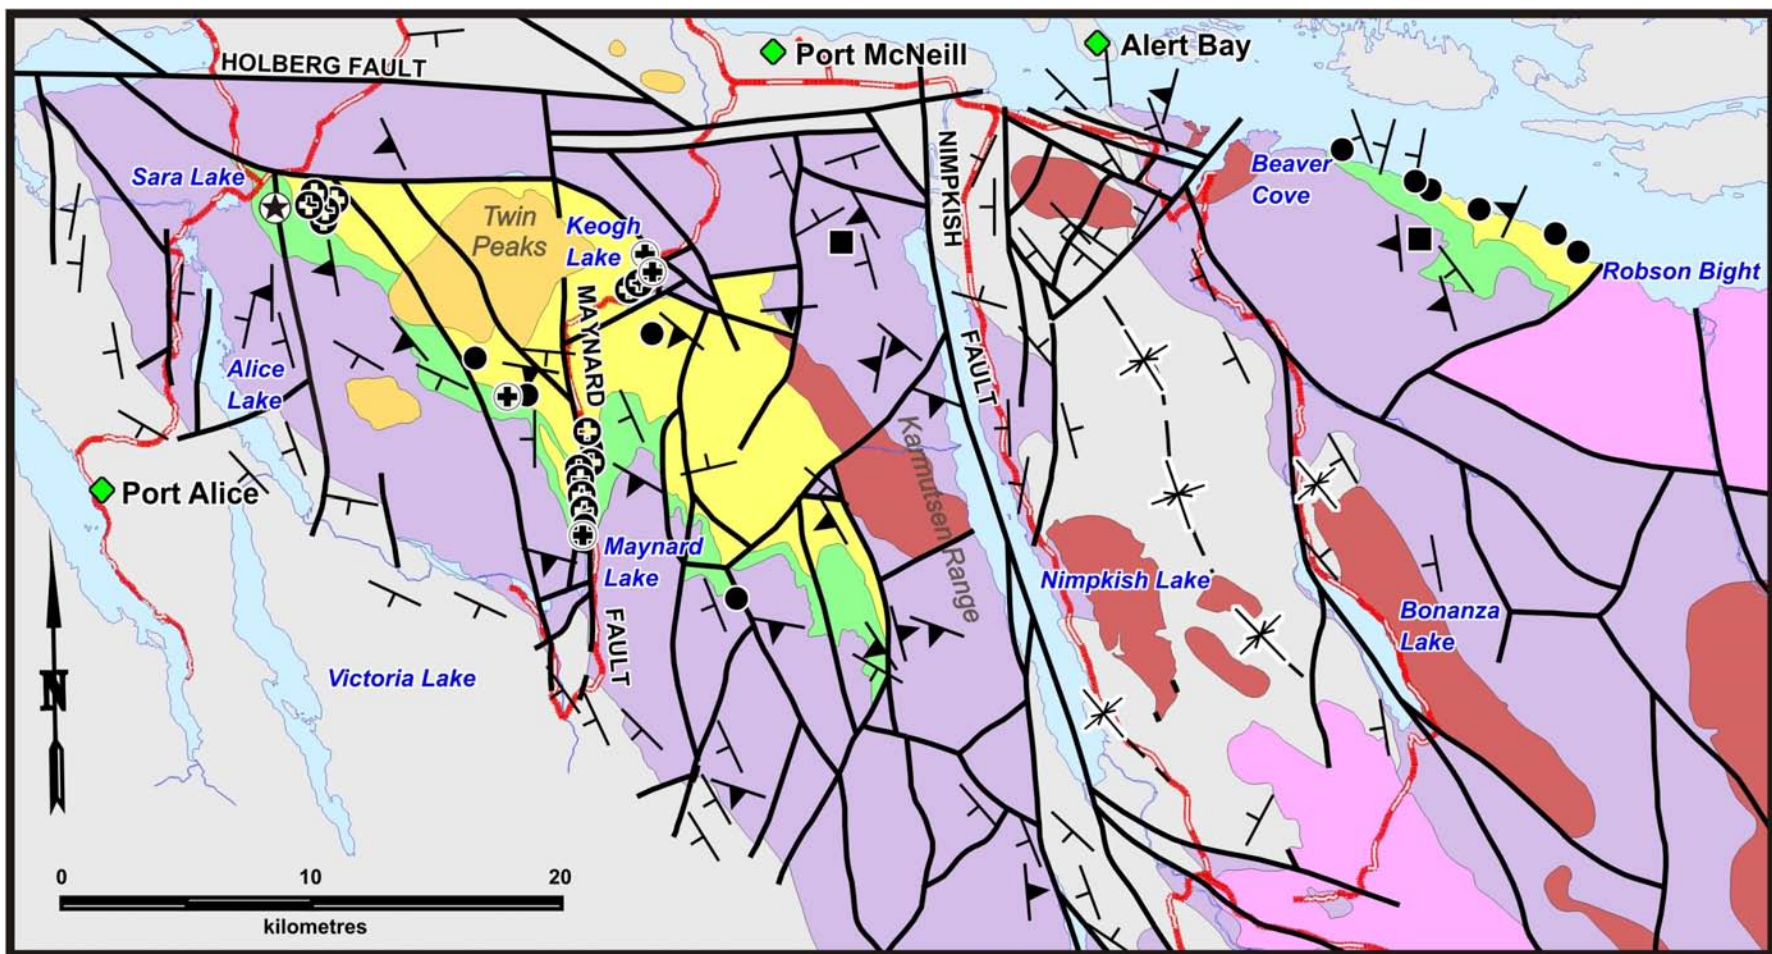 HOLBERG FAULT
Port McNeill
Alert Bay
Sara Lake
Twin
Peaks
Keogh
Lake
NIMPKISH
FAULT
Beaver
Cove
Robson Bight
MAYNARD
FAULT
Alice
Lake
Karmutsen Range
Port Alice
Maynard
Lake
Nimpkish Lake
Bonanza
Lake
Victoria Lake
N
0 10 20
kilometres